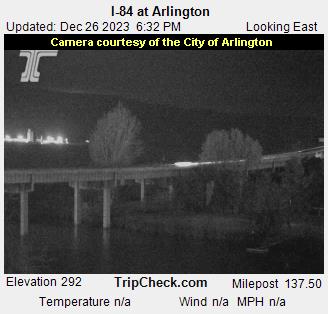 I-84 at Arlington
Updated: Dec 26 2023 6:32 PM Looking East
Camera courtesy of the City of Arlington
Elevation 292 TripCheck.com Milepost 137.50
Temperature n/a Wind n/a MPH n/a